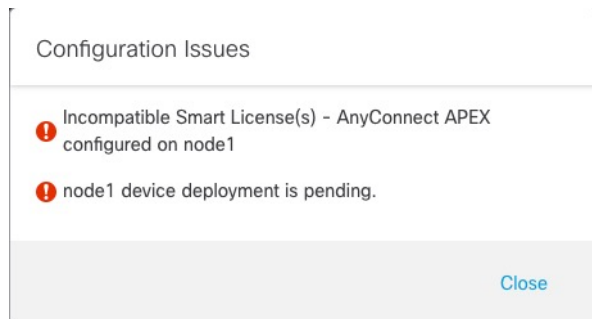 Configuration Issues
Incompatible Smart License(s) - AnyConnect APEX
configured on node1
node1 device deployment is pending.
Close